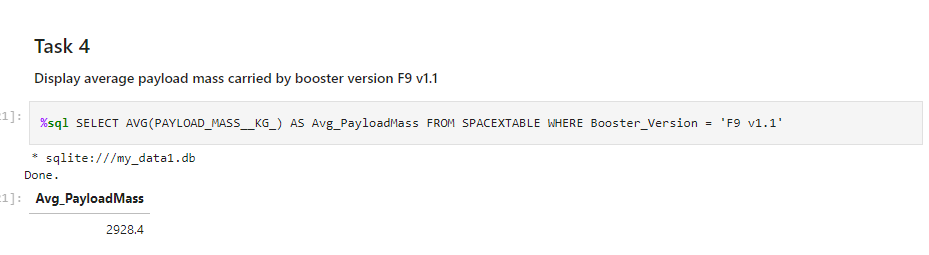 Task 4
Display average payload mass carried by booster version F9 v1.1
1]: %sql SELECT AVG(PAYLOAD_MASS__KG_) AS Avg_PayloadMass FROM SPACEXTABLE WHERE Booster_Version = 'F9 v1.1'
* sqlite:///my_data1.db
Done.
1]: Avg_PayloadMass
2928.4